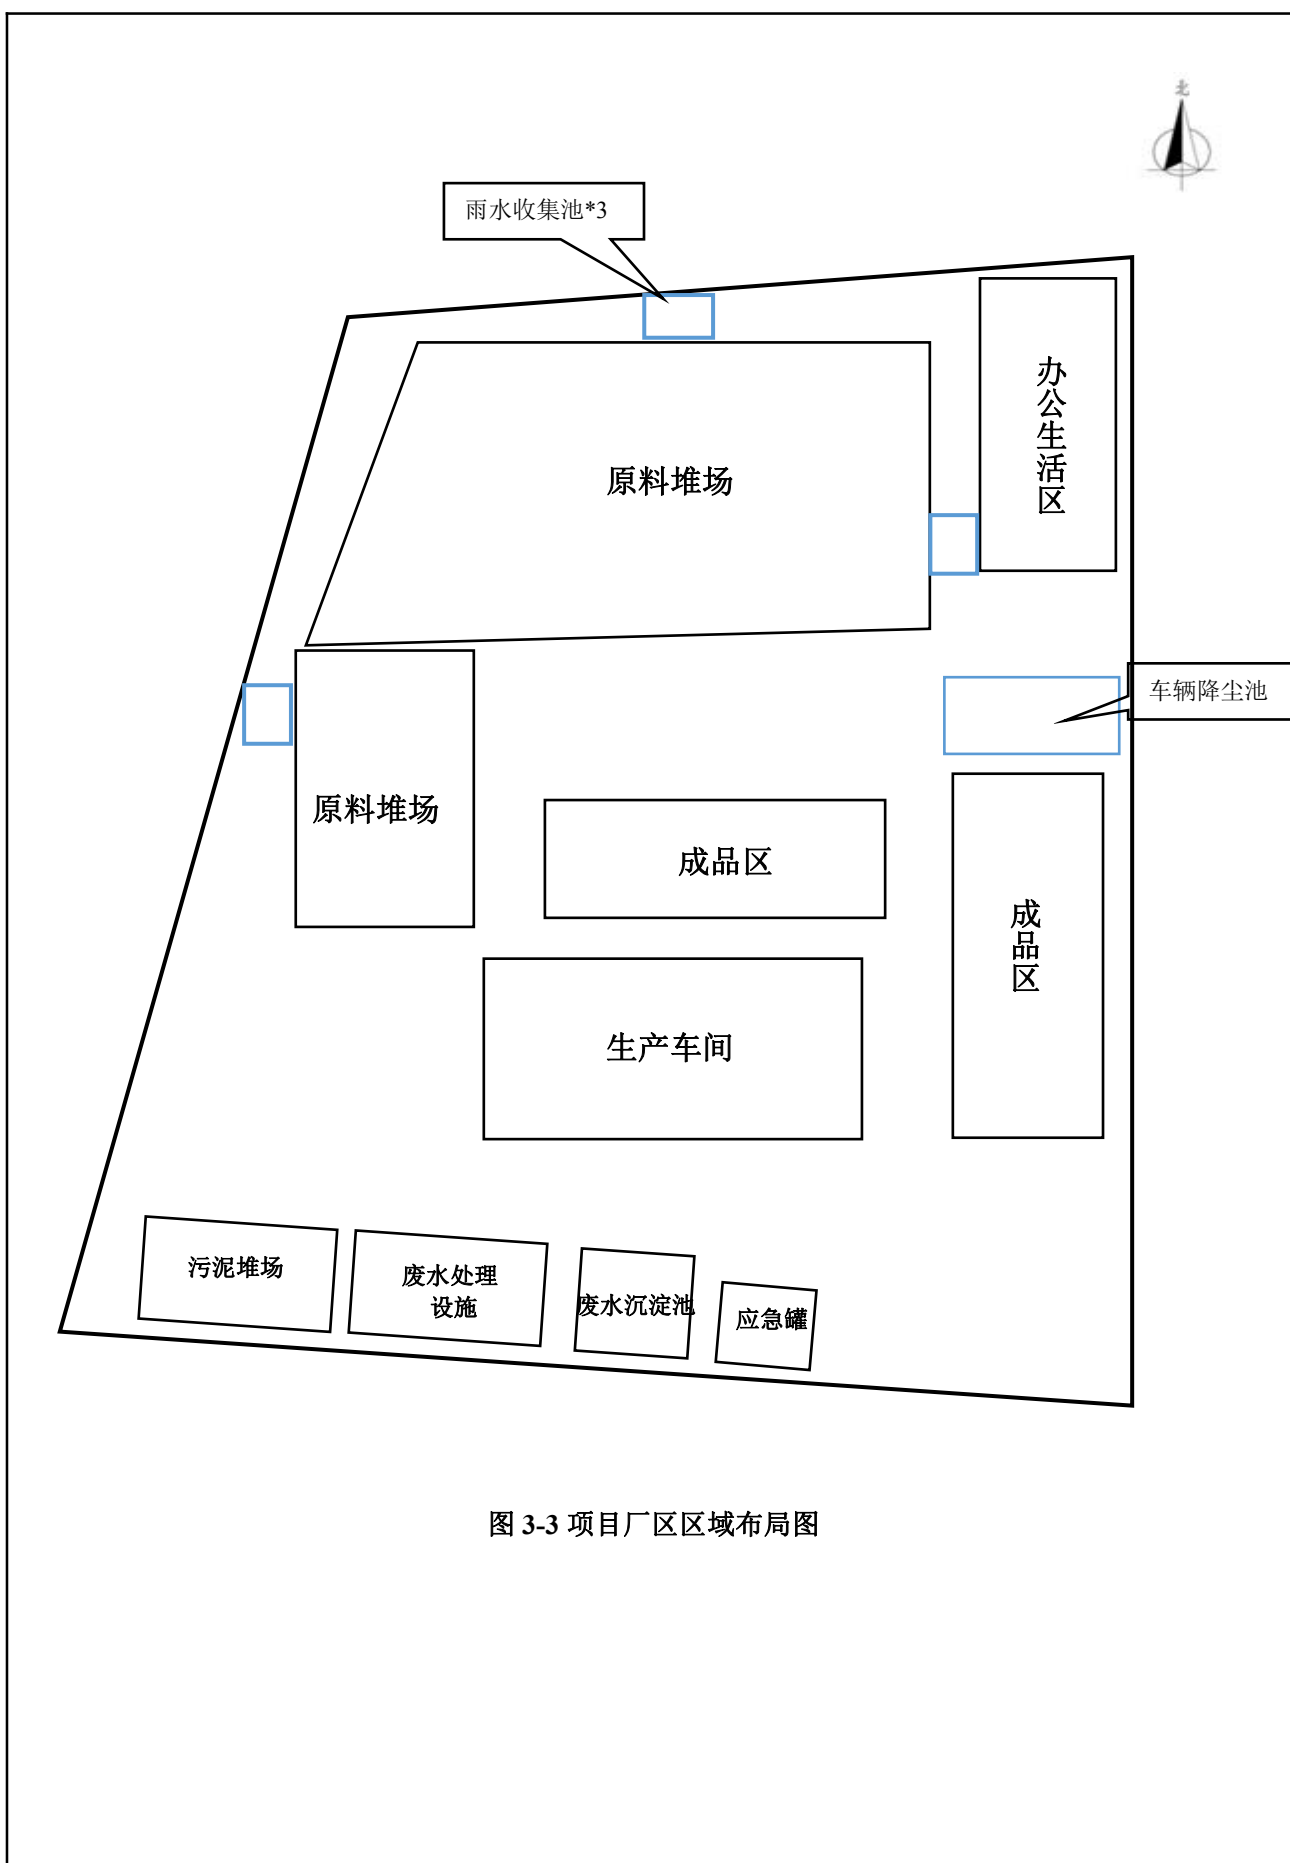 北
雨水收集池*3
办公生活区
原料堆场
车辆降尘池
原料堆场
成品区
成品区
生产车间
污泥堆场
废水处理
设施
废水沉淀池
应急罐
图 3-3 项目厂区区域布局图